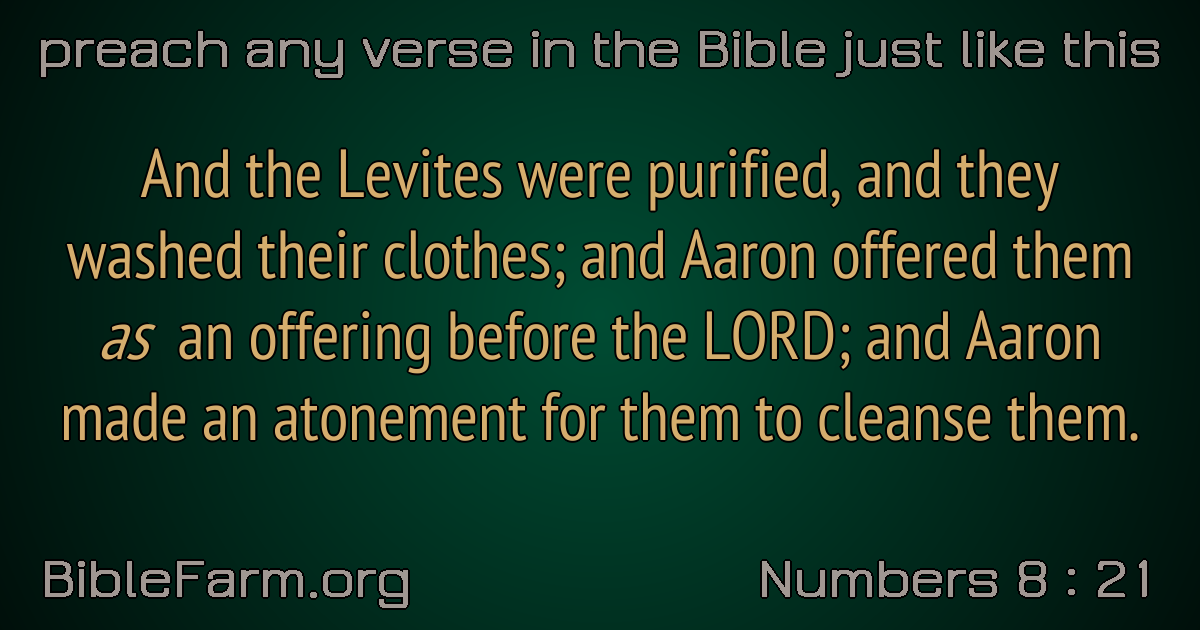 preach any verse in the Bible just like this
And the Levites were purified, and they
washed their clothes; and Aaron offered them
as an offering before the LORD; and Aaron
made an atonement for them to cleanse them.
BibleFarm.org
Numbers 8 : 21